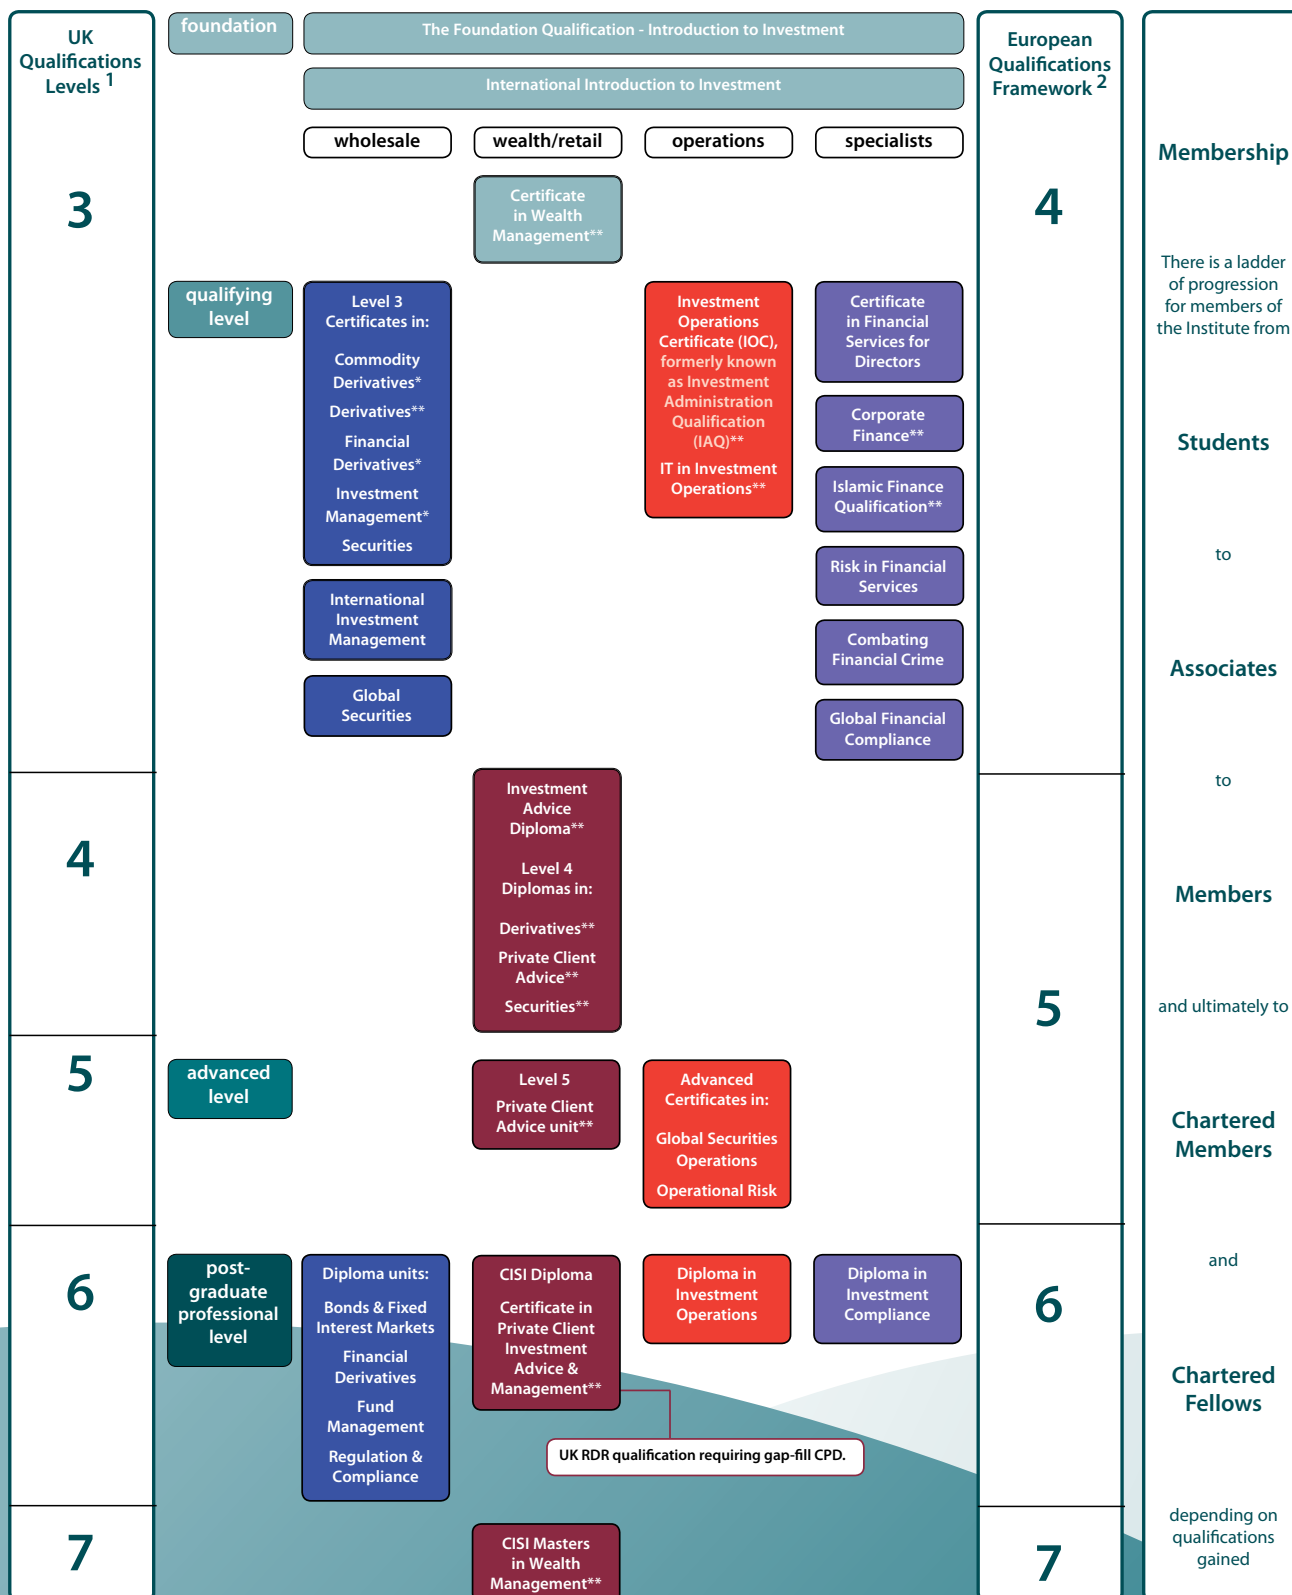 UK
Qualifications
Levels 1
3
4
5
6
7
foundation
The Foundation Qualification - Introduction to Investment
International Introduction to Investment
wholesale
wealth/retail
operations
specialists
Certificate
in Wealth
Management**
qualifying
level
Level 3
Certificates in:
Commodity
Derivatives*
Derivatives**
Financial
Derivatives*
Investment
Management*
Securities
International
Investment
Management
Global
Securities
Investment
Operations
Certificate (IOC),
formerly known
as Investment
Administration
Qualification
(IAQ)**
IT in Investment
Operations**
Certificate
in Financial
Services for
Directors
Corporate
Finance**
Islamic Finance
Qualification**
Risk in Financial
Services
Combating
Financial Crime
Global Financial
Compliance
Investment
Advice
Diploma**
Level 4
Diplomas in:
Derivatives**
Private Client
Advice**
Securities**
advanced
level
Level 5
Private Client
Advice unit**
Advanced
Certificates in:
Global Securities
Operations
Operational Risk
post-
graduate
professional
level
Diploma units:
Bonds & Fixed
Interest Markets
Financial
Derivatives
Fund
Management
Regulation &
Compliance
CISI Diploma
Certificate in
Private Client
Investment
Advice &
Management**
Diploma in
Investment
Operations
Diploma in
Investment
Compliance
UK RDR qualification requiring gap-fill CPD.
CISI Masters
in Wealth
Management**
European
Qualifications
Framework 2
4
5
6
7
Membership
There is a ladder
of progression
for members of
the Institute from
Students
to
Associates
to
Members
and ultimately to
Chartered
Members
and
Chartered
Fellows
depending on
qualifications
gained